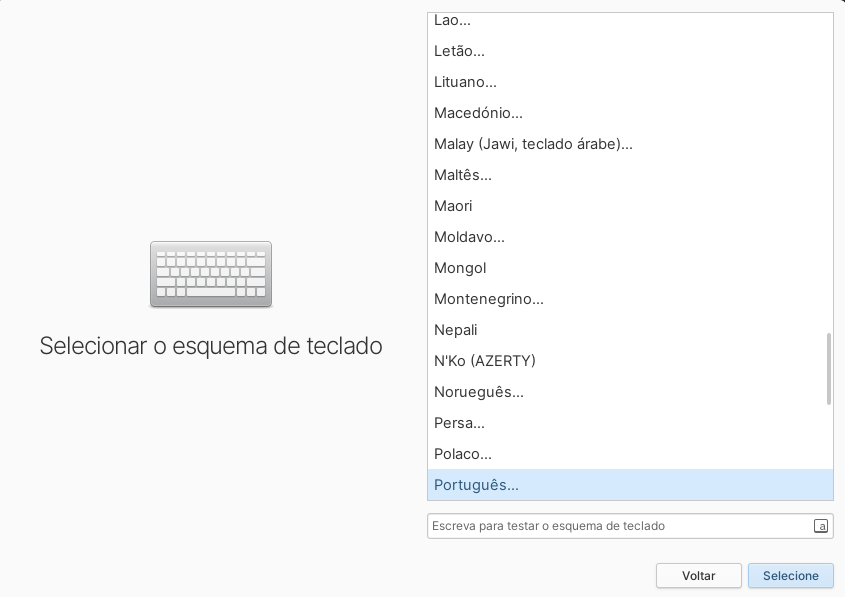 Selecionar o esquema de teclado
Lao...
Letão...
Lituano...
Macedónio...
Malay (Jawi, teclado árabe)...
Maltês...
Maori
Moldavo...
Mongol
Montenegrino...
Nepali
N'Ko (AZERTY)
Norueguês...
Persa...
Polaco...
Português...
Escreva para testar o esquema de teclado
a
Voltar
Selecione